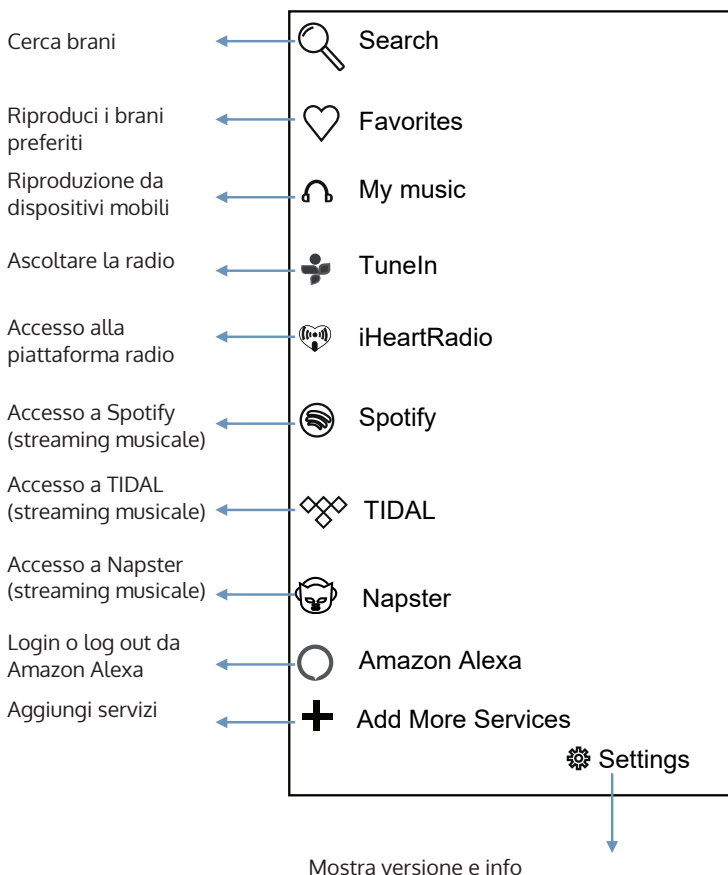 Cerca brani
Search
Riproduci i brani
preferiti
Favorites
Riproduzione da
dispositivi mobili
My music
Ascoltare la radio
TuneIn
Accesso alla
piattaforma radio
iHeartRadio
Accesso a Spotify
(streaming musicale)
Spotify
Accesso a TIDAL
(streaming musicale)
TIDAL
Accesso a Napster
(streaming musicale)
Napster
Login o log out da
Amazon Alexa
Amazon Alexa
Aggiungi servizi
Add More Services
Settings
Mostra versione e info